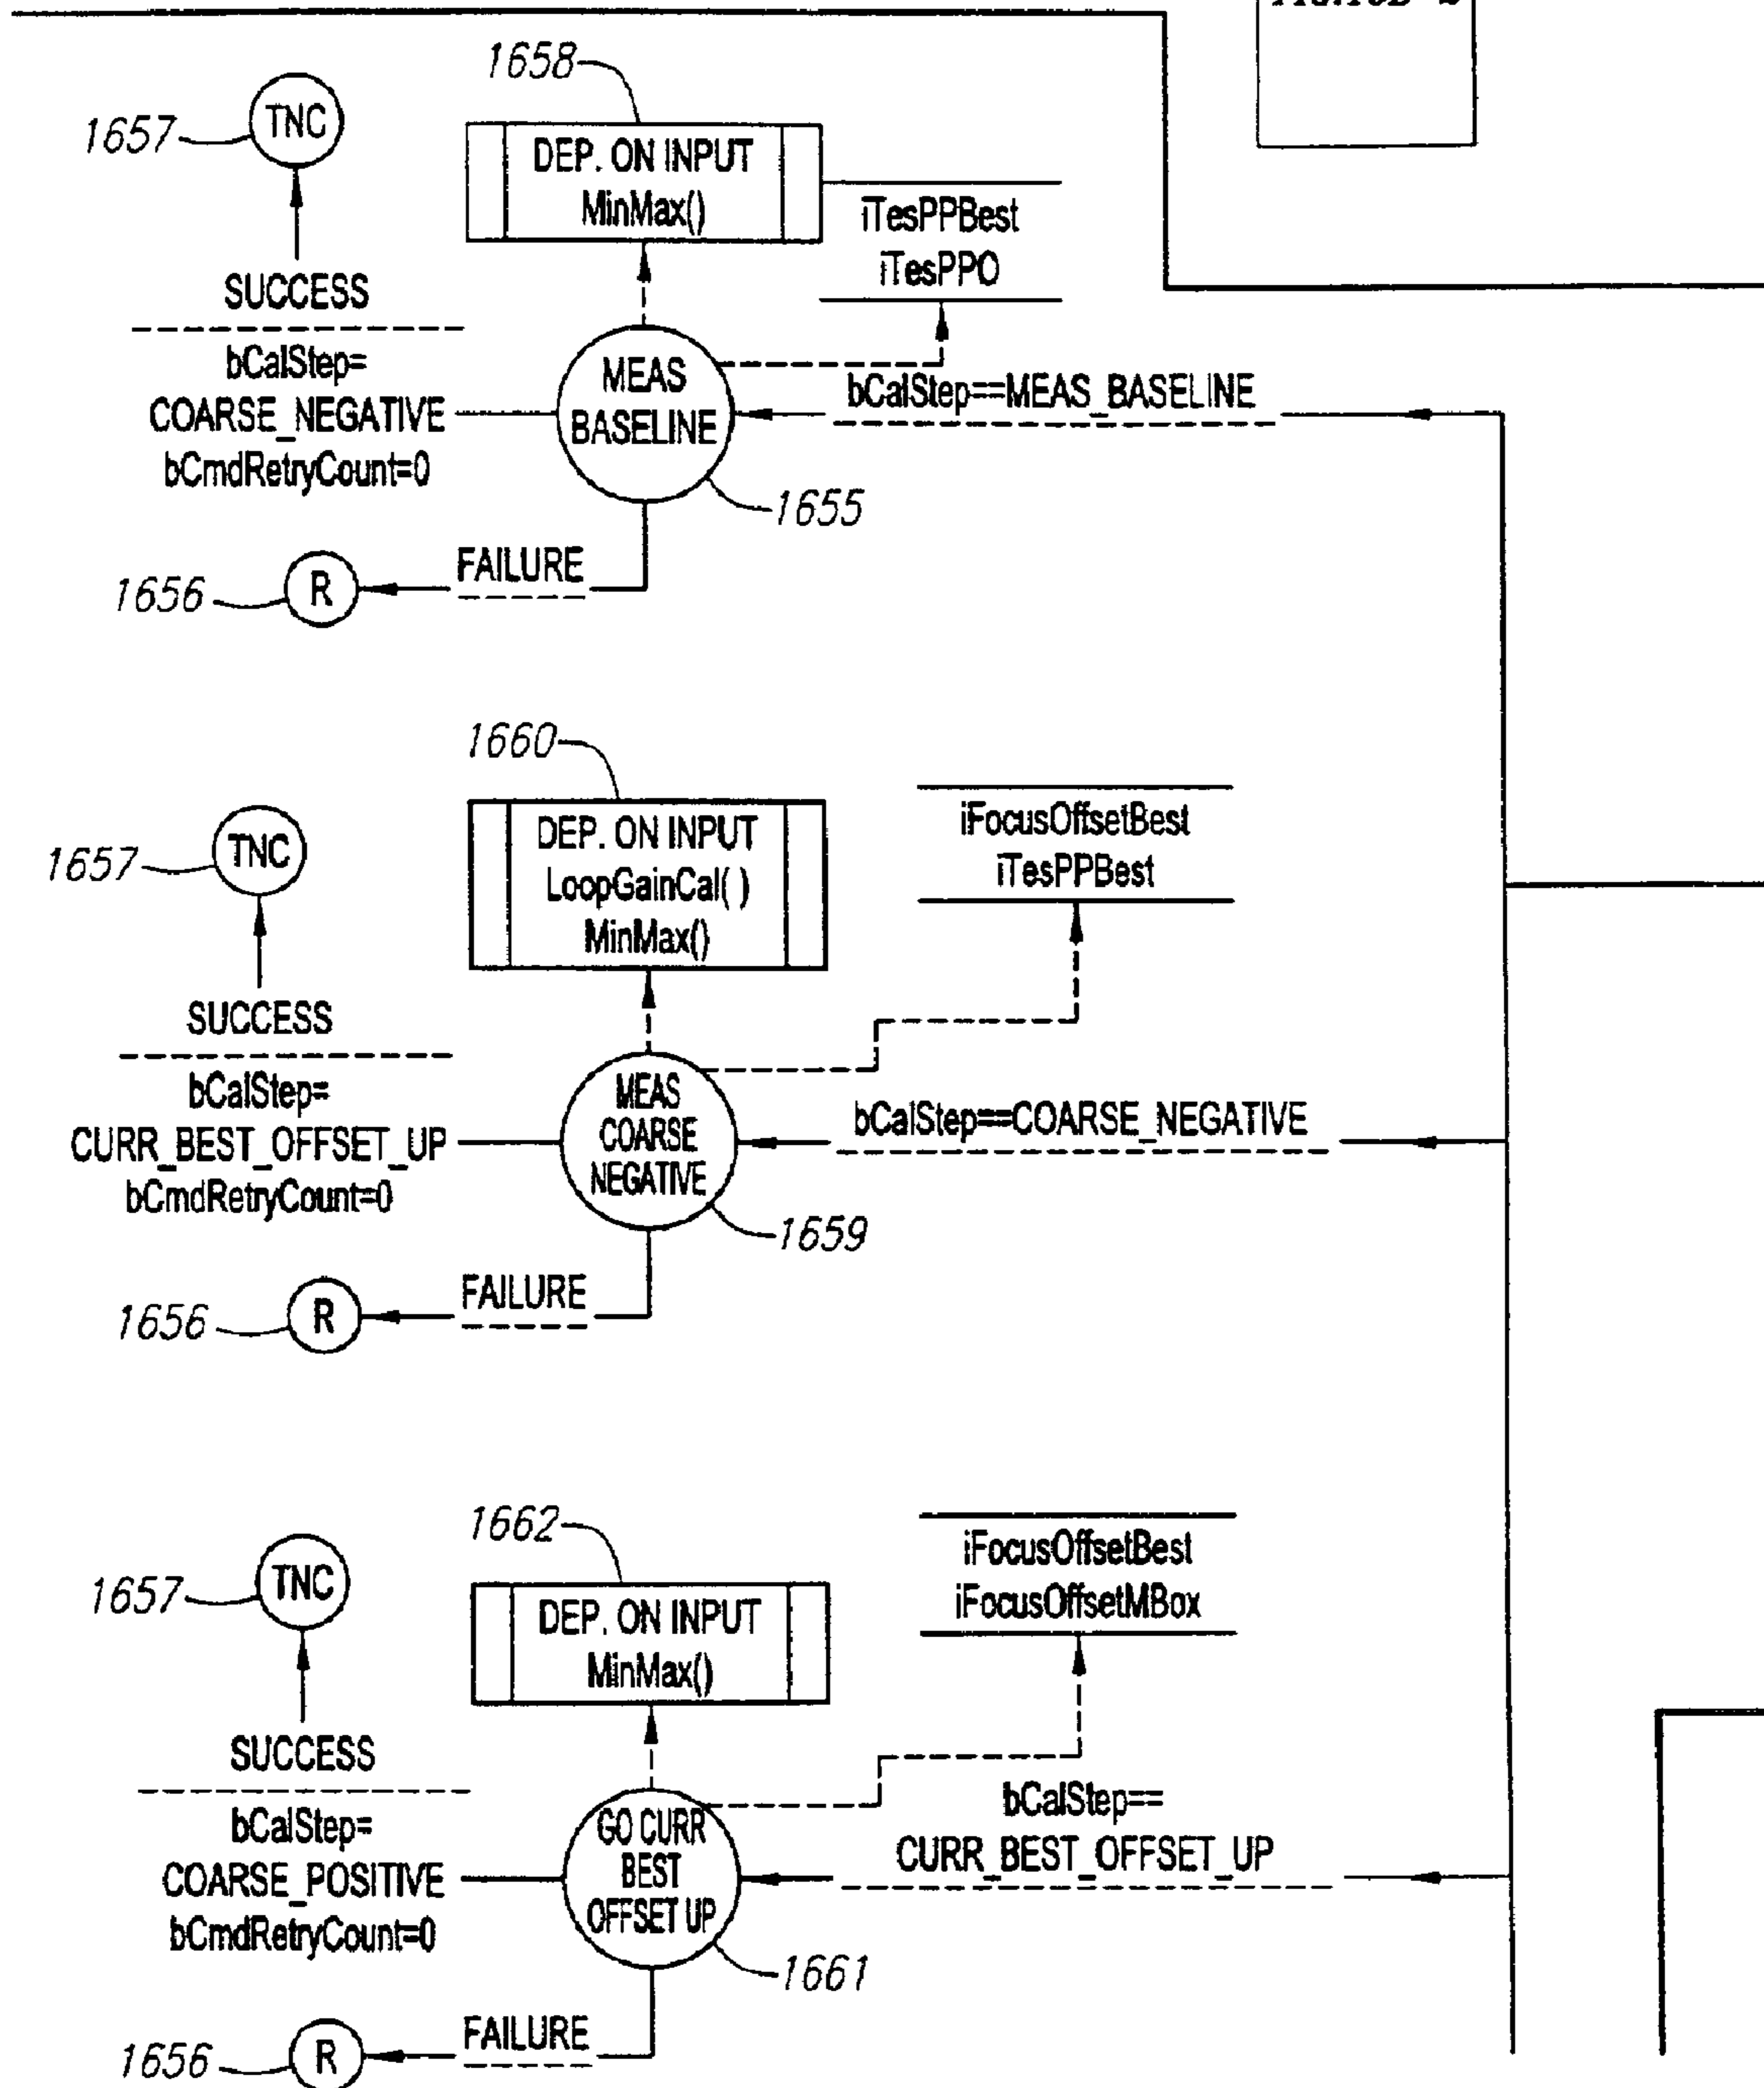 1658
1657
TNC
DEP. ON INPUT
MinMax()
iTesPPBest
iTesPPO
SUCCESS
bCalStep=
COARSE_NEGATIVE
bCmdRetryCount=0
MEAS
BASELINE
bCalStep==MEAS_BASELINE
1655
FAILURE
1656
R
1660
1657
TNC
DEP. ON INPUT
LoopGainCal( )
MinMax()
iFocusOffsetBest
iTesPPBest
SUCCESS
bCalStep=
CURR_BEST_OFFSET_UP
bCmdRetryCount=0
MEAS
COARSE
NEGATIVE
bCalStep==COARSE_NEGATIVE
1659
FAILURE
1656
R
1662
1657
TNC
DEP. ON INPUT
MinMax()
iFocusOffsetBest
iFocusOffsetMBox
SUCCESS
bCalStep=
COARSE_POSITIVE
bCmdRetryCount=0
GO CURR
BEST
OFFSET UP
bCalStep==
CURR_BEST_OFFSET_UP
1661
FAILURE
1656
R